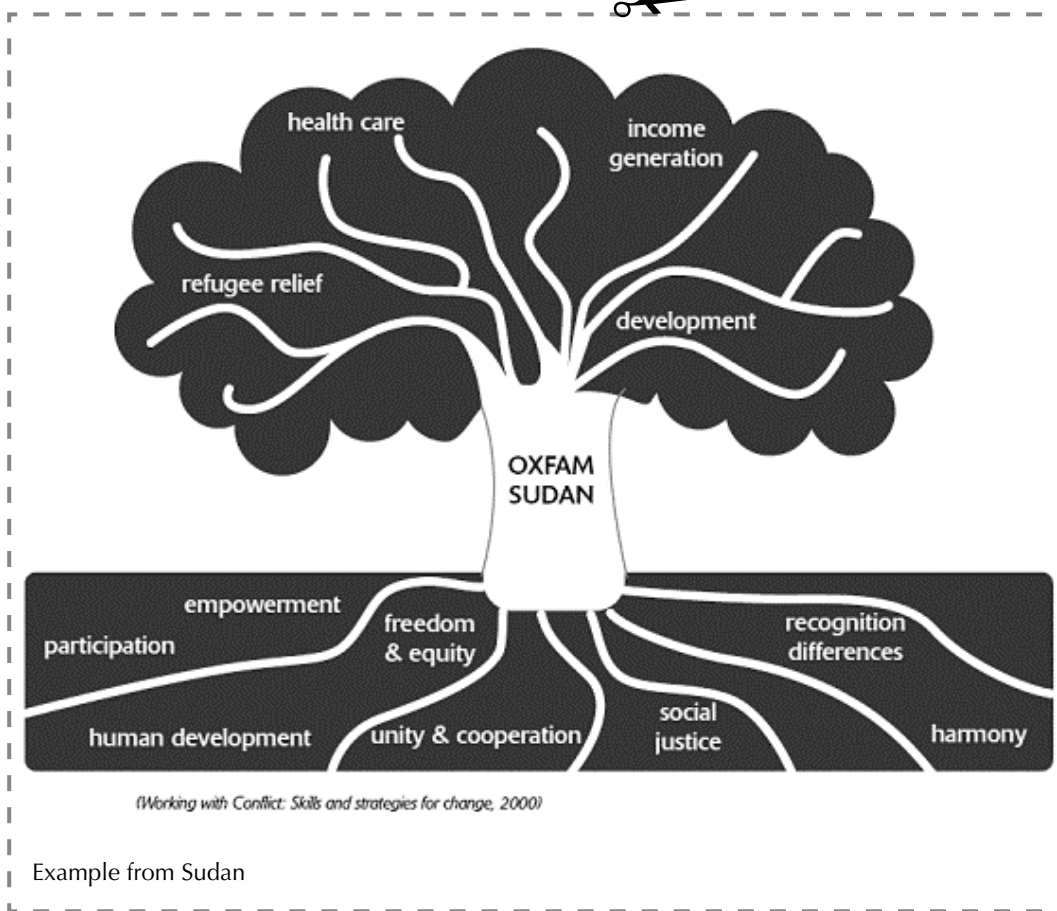 health care
income
generation
refugee relief
development
OXFAM
SUDAN
empowerment
participation
freedom
& equity
recognition
differences
human development
unity & cooperation
social
justice
harmony
(Working with Conflict: Skills and strategies for change, 2000)
Example from Sudan